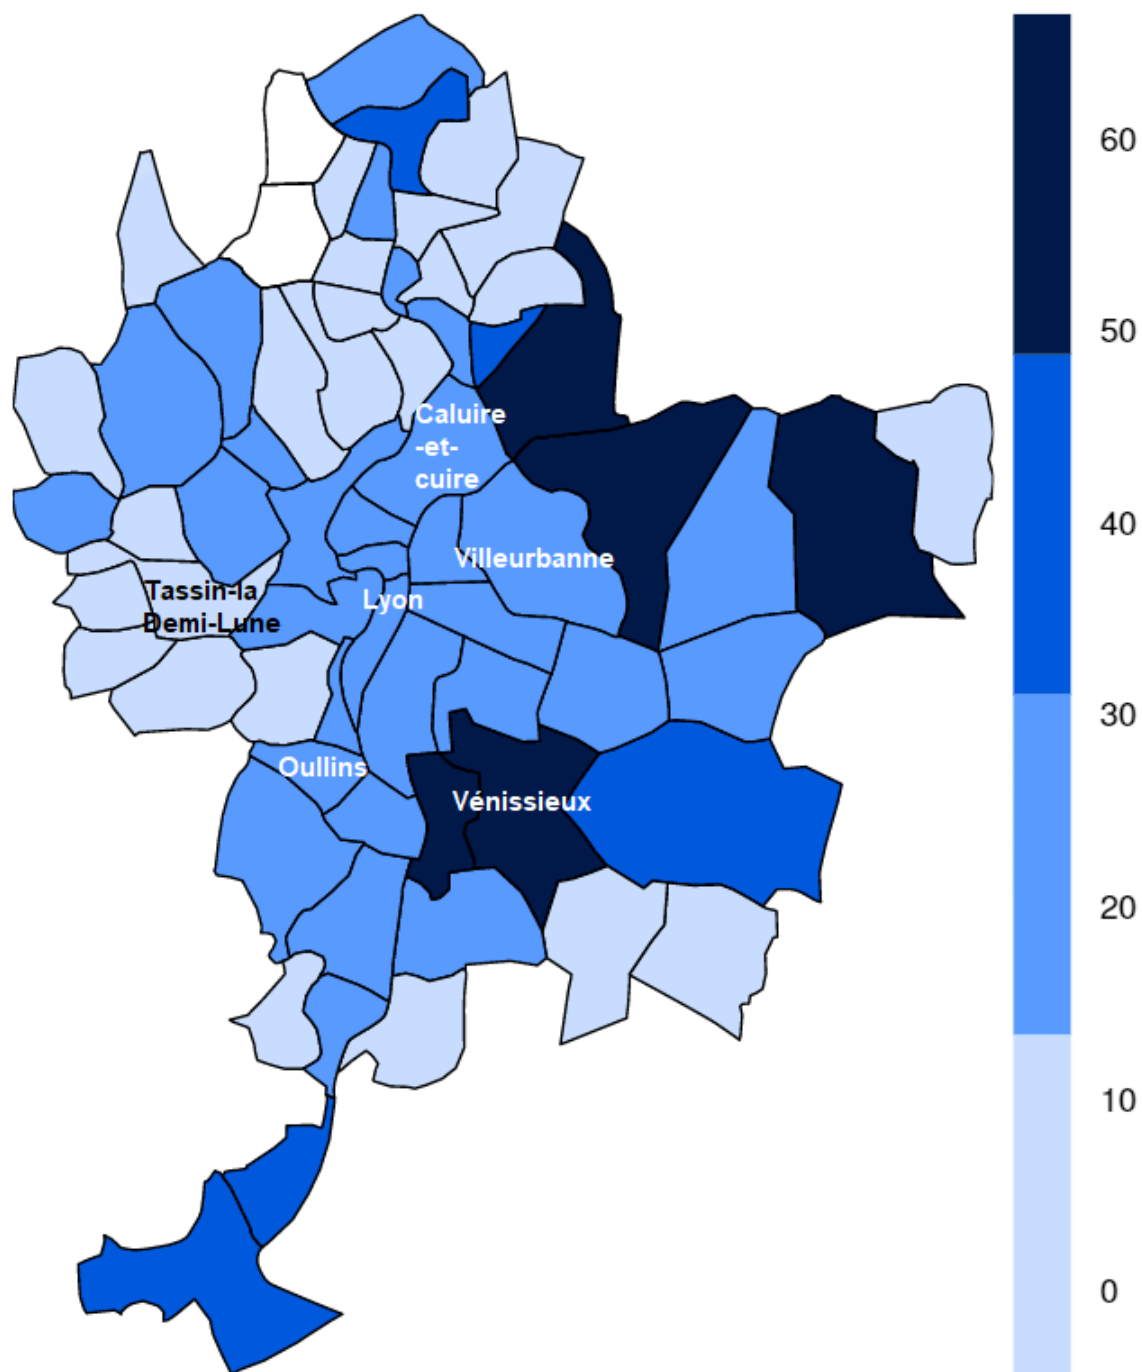 60
50
Caluire
-et-
cuire
40
Villeurbanne
Tassin-la
Demi-Lune
Lyon
30
Oullins
Vénissieux
20
10
0